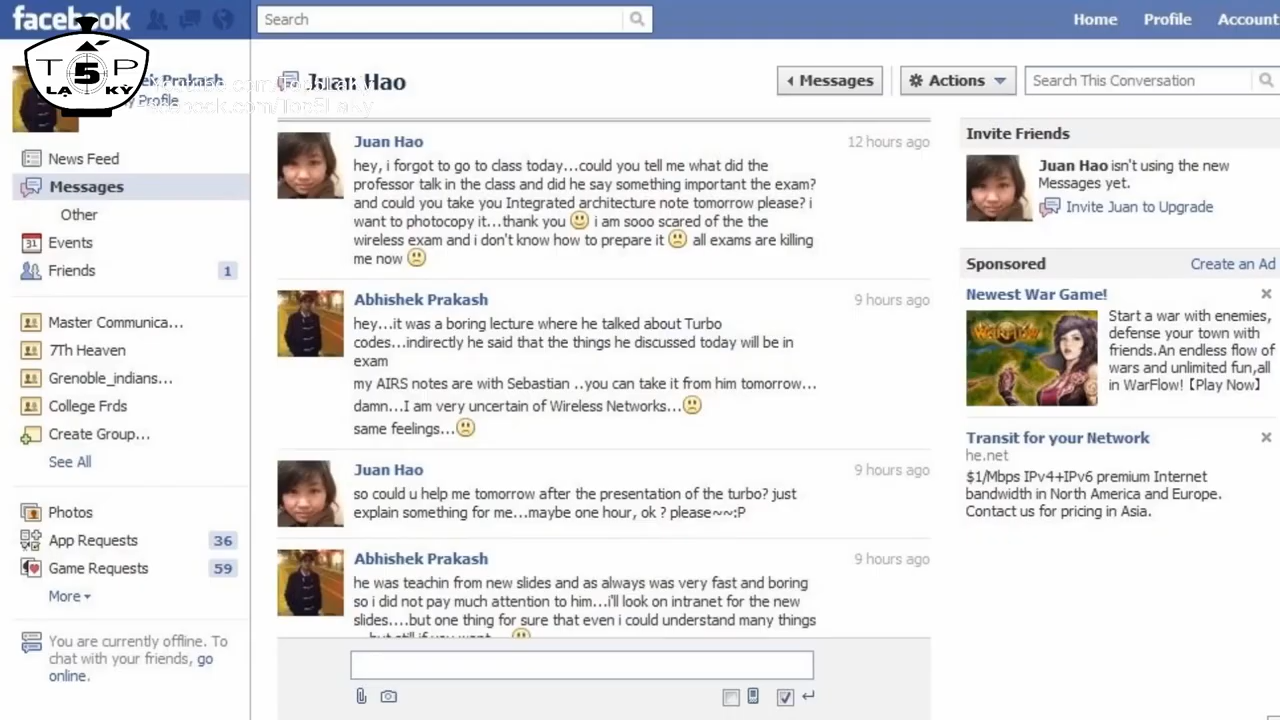 facebook
Search
Home Profile Account
TOP
5
LẠ KỲ
ek Prakash
Profile
Juan Hao
Messages
Actions
Search This Conversation
News Feed
Messages
Other
Events
Friends 1
Master Communica...
7Th Heaven
Grenoble_indians...
College Frds
Create Group...
See All
Photos
App Requests 36
Game Requests 59
More
You are currently offline. To
chat with your friends, go
online.
Juan Hao 12 hours ago
hey, i forgot to go to class today...could you tell me what did the
professor talk in the class and did he say something important the exam?
and could you take you Integrated architecture note tomorrow please? i
want to photocopy it...thank you i am sooo scared of the the
wireless exam and i don't know how to prepare it all exams are killing
me now
Abhishek Prakash 9 hours ago
hey...it was a boring lecture where he talked about Turbo
codes...indirectly he said that the things he discussed today will be in
exam
my AIRS notes are with Sebastian ..you can take it from him tomorrow...
damn...I am very uncertain of Wireless Networks...
same feelings...
Juan Hao 9 hours ago
so could u help me tomorrow after the presentation of the turbo? just
explain something for me...maybe one hour, ok ? please~~:P
Abhishek Prakash 9 hours ago
he was teachin from new slides and as always was very fast and boring
so i did not pay much attention to him...i'll look on intranet for the new
slides....but one thing for sure that even i could understand many things
...but still if you want....
Invite Friends
Juan Hao isn't using the new
Messages yet.
Invite Juan to Upgrade
Sponsored Create an Ad
Newest War Game!
WARFLOW
Start a war with enemies,
defense your town with
friends.An endless flow of
wars and unlimited fun,all
in WarFlow!【Play Now】
Transit for your Network
he.net
$1/Mbps IPv4+IPv6 premium Internet
bandwidth in North America and Europe.
Contact us for pricing in Asia.